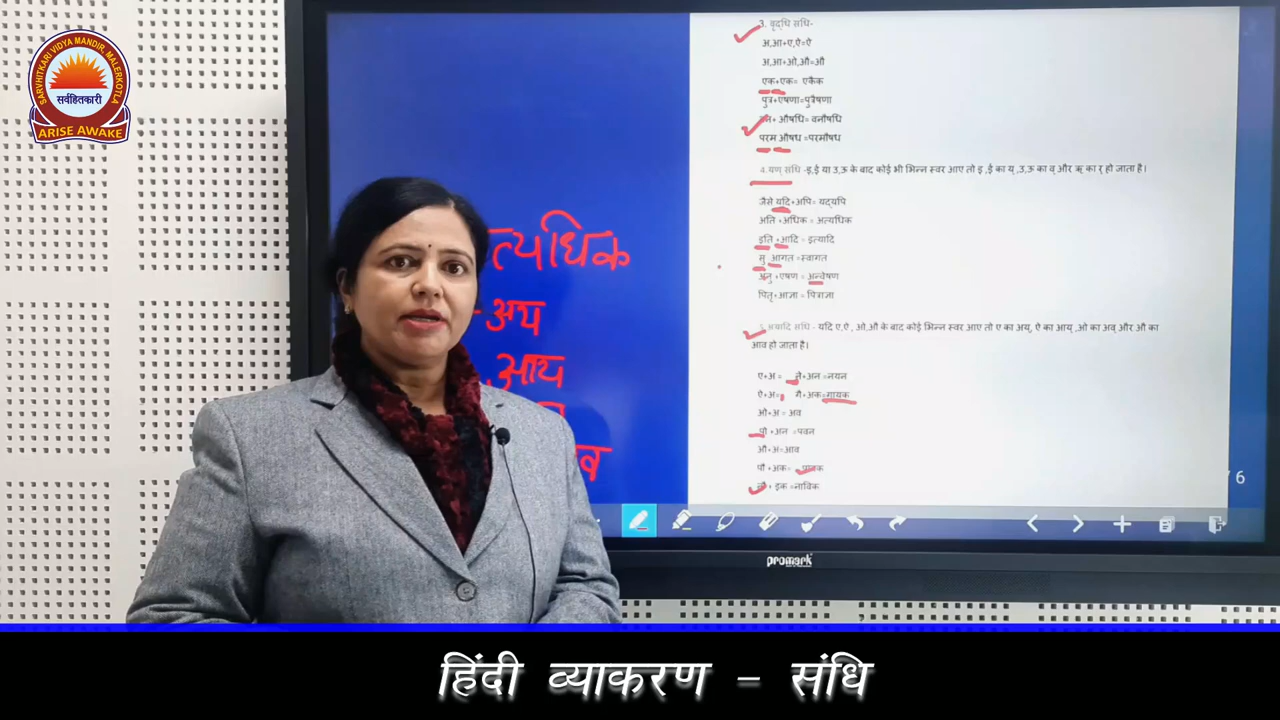 SARVHITKARI VIDYA MANDIR, MALERKOTLA
सर्वहितकारी
ARISE AWAKE
3. वृद्धि संधि-
अ,आ+ए,ऐ=ऐ
अ,आ+ओ,औ=औ
एक+एक= एकैक
पुत्र+एषणा=पुत्रैषणा
वन+ औषधि= वनौषधि
परम औषध =परमौषध
4.यण् संधि -इ,ई या उ,ऊ के बाद कोई भी भिन्न स्वर आए तो इ ,ई का य् ,उ,ऊ का व् और ऋ का र् हो जाता है।
जैसे यदि+अपि= यद्यपि
अति +अधिक = अत्यधिक
इति +आदि = इत्यादि
सु आगत =स्वागत
अनु +एषण = अन्वेषण
पितृ+आज्ञा = पित्राज्ञा
5. अयादि संधि - यदि ए,ऐ , ओ,औ के बाद कोई भिन्न स्वर आए तो ए का अय्, ऐ का आय् ,ओ का अव् और औ का
आव हो जाता है।
ए+अ = ने+अन =नयन
ऐ+अ= गै+अक=गायक
ओ+अ = अव
पो +अन =पवन
औ+अ=आव
पौ +अक= पावक
नौ + इक =नाविक
त्यधिक
-अय
आय
व
/ 6
promark
हिंदी व्याकरण – संधि